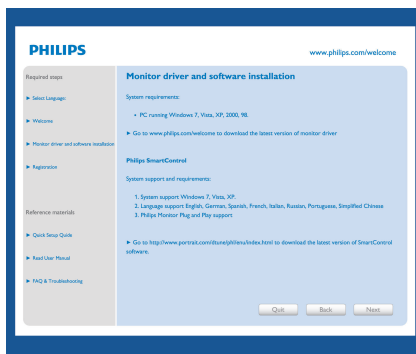 PHILIPS
www.philips.com/welcome
Required steps
► Select Language:
► Welcome
► Monitor driver and software installation
► Registration
Reference materials
► Quick Setup Guide
► Read User Manual
► FAQ & Troubleshooting
Monitor driver and software installation
System requirements:
• PC running Windows 7, Vista, XP, 2000, 98.
► Go to www.philips.com/welcome to download the latest version of monitor driver
Philips SmartControl
System support and requirements:
1. System support Windows 7, Vista, XP.
2. Language support English, German, Spanish, French, Italian, Russian, Portuguese, Simplified Chinese
3. Philips Monitor Plug and Play support
► Go to http://www.portrait.com/dtune/phl/enu/index.html to download the latest version of SmartControl
software.
Quit
Back
Next